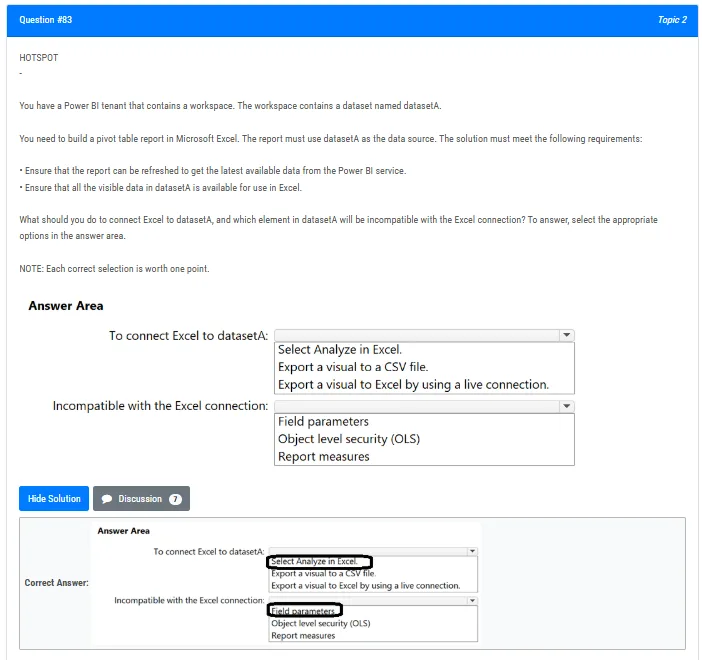 Question #83
Topic 2
HOTSPOT
-
You have a Power BI tenant that contains a workspace. The workspace contains a dataset named datasetA.
You need to build a pivot table report in Microsoft Excel. The report must use datasetA as the data source. The solution must meet the following requirements:
• Ensure that the report can be refreshed to get the latest available data from the Power BI service.
• Ensure that all the visible data in datasetA is available for use in Excel.
What should you do to connect Excel to datasetA, and which element in datasetA will be incompatible with the Excel connection? To answer, select the appropriate
options in the answer area.
NOTE: Each correct selection is worth one point.
Answer Area
To connect Excel to datasetA:
Select Analyze in Excel.
Export a visual to a CSV file.
Export a visual to Excel by using a live connection.
Incompatible with the Excel connection:
Field parameters
Object level security (OLS)
Report measures
Hide Solution
Discussion 7
Correct Answer:
Answer Area
To connect Excel to datasetA:
Select Analyze in Excel.
Export a visual to a CSV file.
Export a visual to Excel by using a live connection.
Incompatible with the Excel connection:
Field parameters
Object level security (OLS)
Report measures